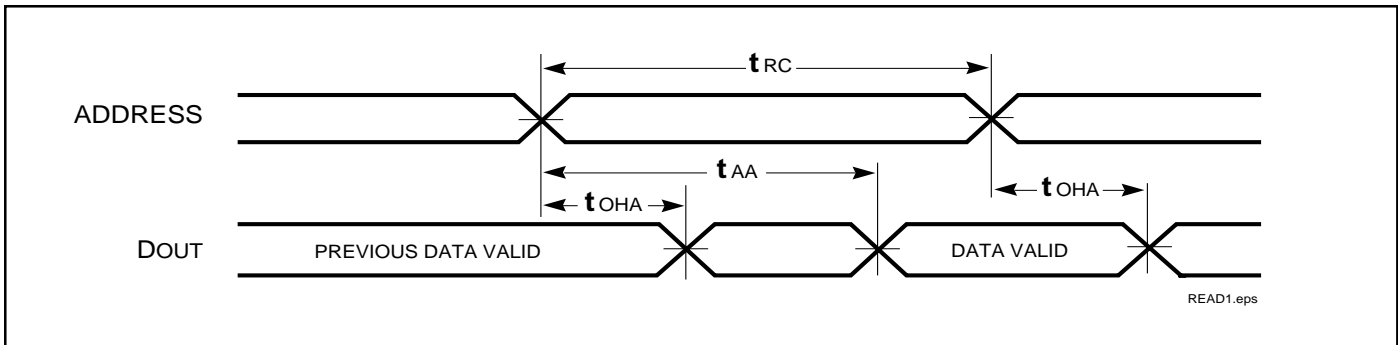 tRC
ADDRESS
tAA
tOHA
tOHA
DOUT
PREVIOUS DATA VALID
DATA VALID
READ1.eps